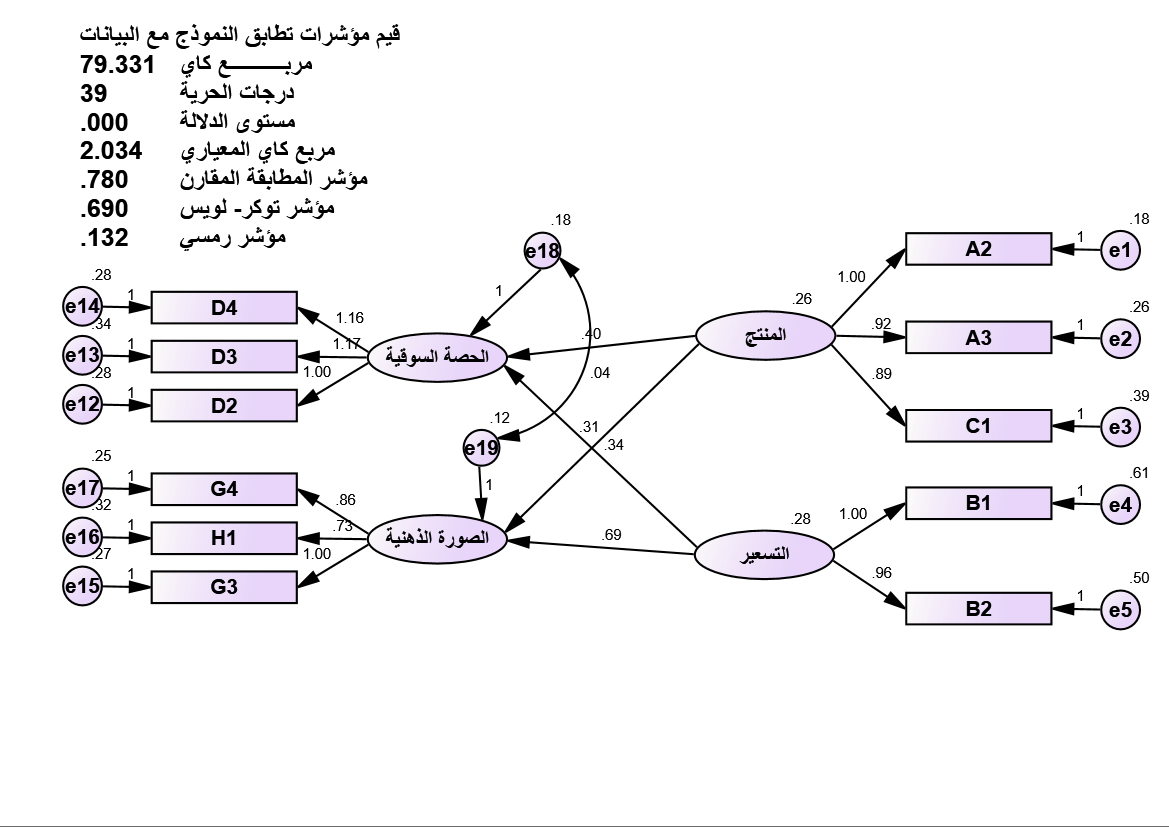 قيم مؤشرات تطابق النموذج مع البيانات
مربـــــــــع كاي 79.331
درجات الحرية 39
مستوى الدلالة .000
مربع كاي المعياري 2.034
مؤشر المطابقة المقارن .780
مؤشر توكر- لويس .690
مؤشر رمسي .132
.18
e18
1
.28
e14
1
D4
1.16
.34
e13
1
D3
1.17
.28
e12
1
D2
1.00
الحصة السوقية
.40
.04
.12
e19
1
.31
.34
.25
e17
1
G4
.86
.32
e16
1
H1
.73
.27
e15
1
G3
1.00
الصورة الذهنية
.69
.26
المنتج
1.00
A2
1
.18
e1
.92
A3
1
.26
e2
.89
C1
1
.39
e3
.28
التسعير
1.00
B1
1
.61
e4
.96
B2
1
.50
e5